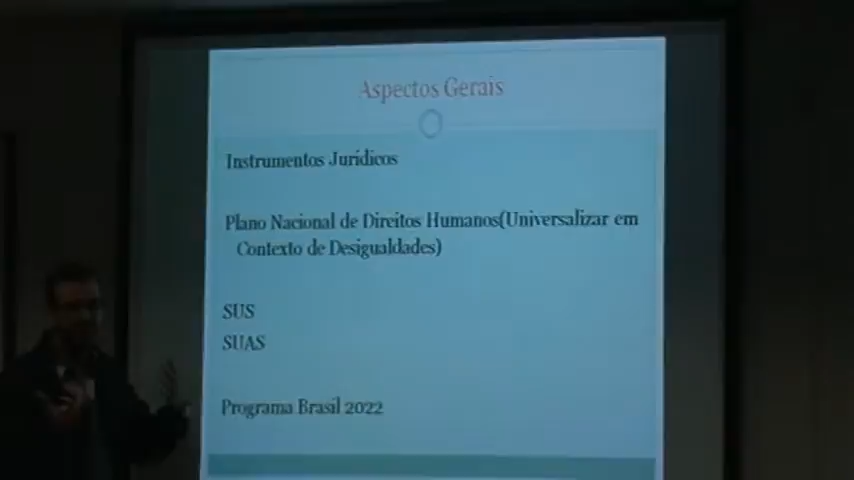 Aspectos Gerais
Instrumentos Jurídicos
Plano Nacional de Direitos Humanos(Universalizar em
Contexto de Desigualdades)
SUS
SUAS
Programa Brasil 2022